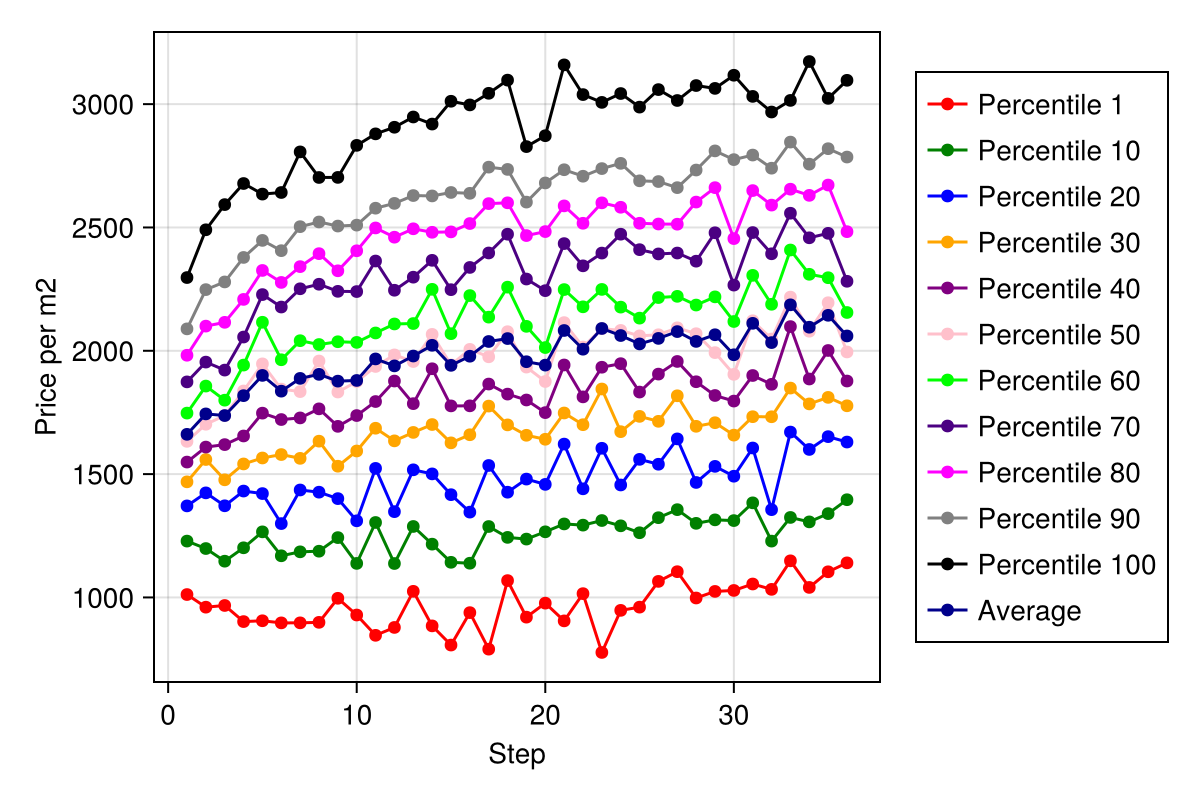 3000
2500
2000
1500
1000
Price per m2
0 10 20 30
Step
Percentile 1
Percentile 10
Percentile 20
Percentile 30
Percentile 40
Percentile 50
Percentile 60
Percentile 70
Percentile 80
Percentile 90
Percentile 100
Average